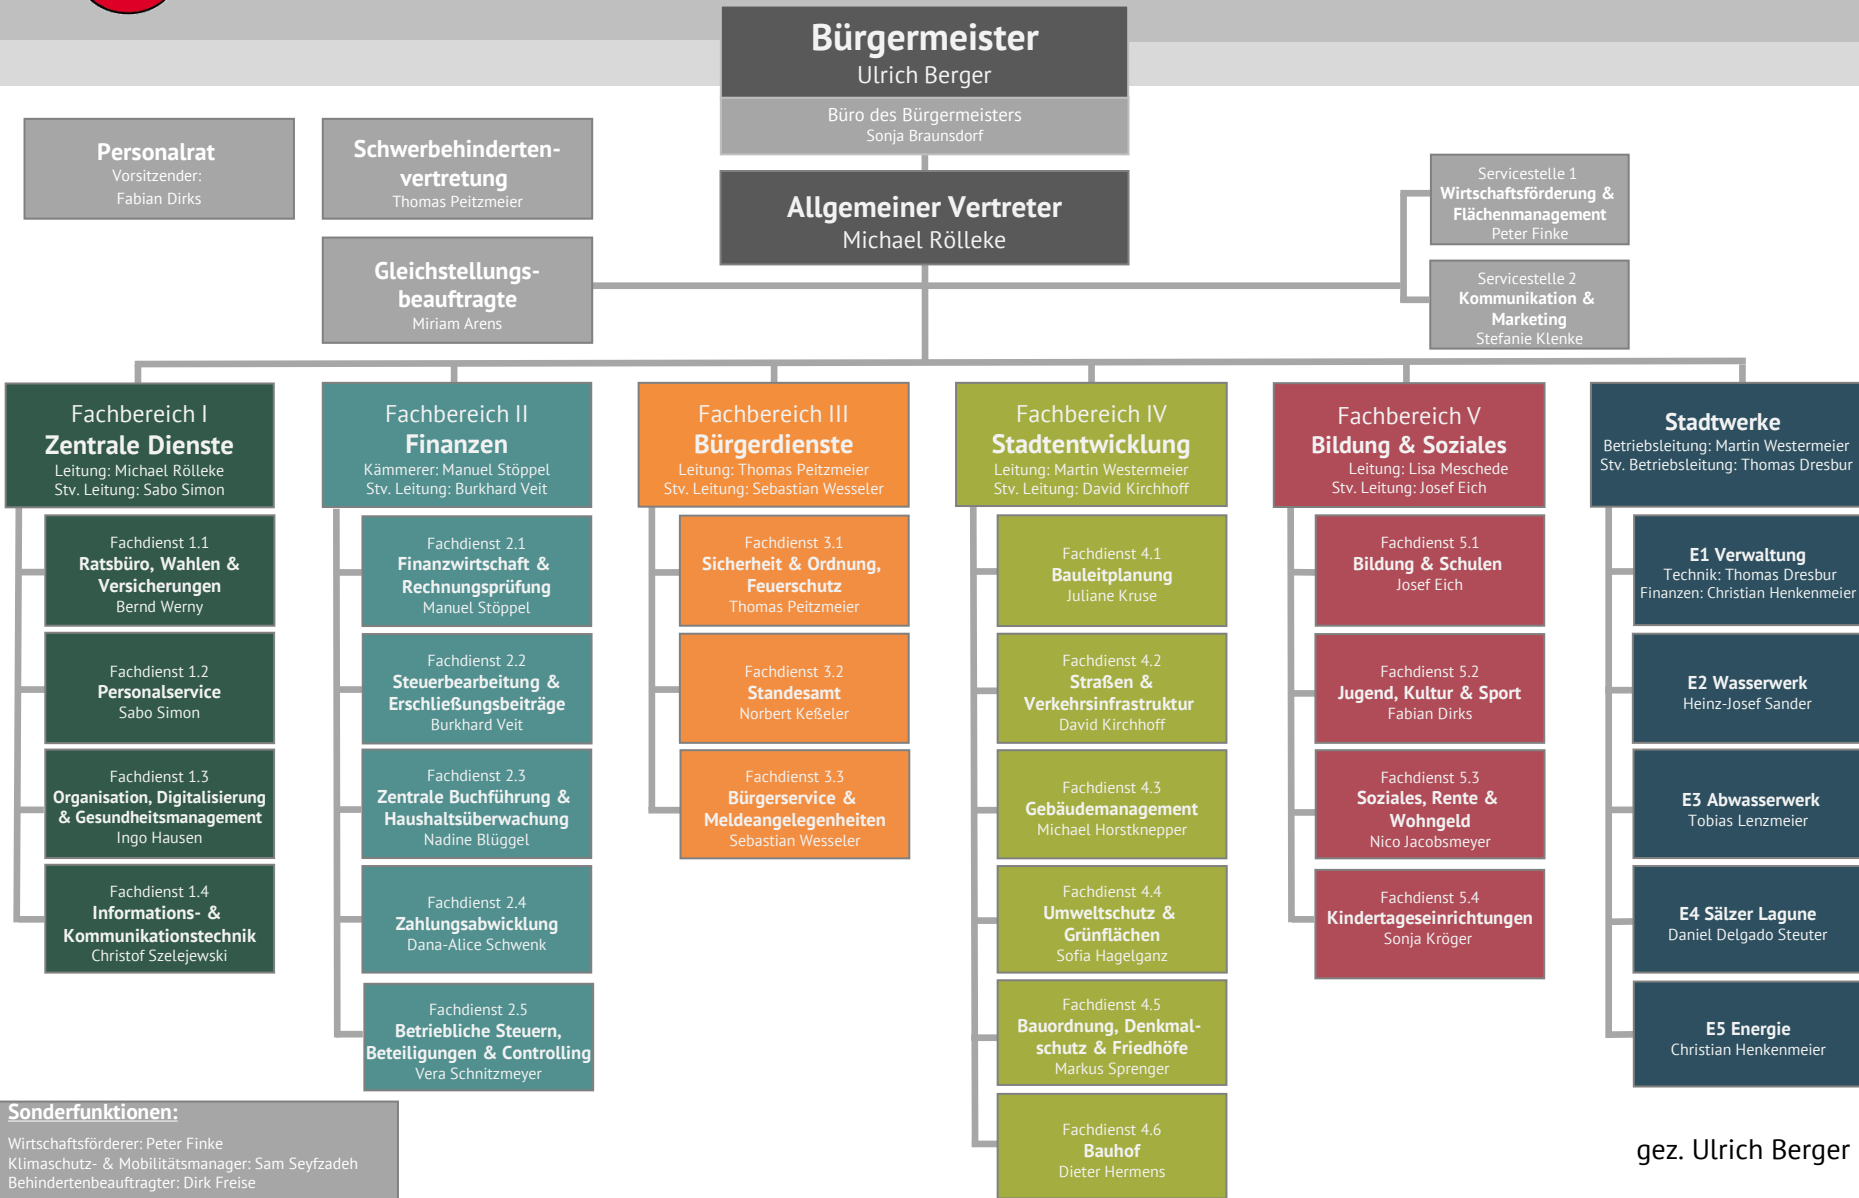 Bürgermeister
Ulrich Berger
Büro des Bürgermeisters
Sonja Braunsdorf
Personalrat
Vorsitzender:
Fabian Dirks
Schwerbehinderten-
vertretung
Thomas Peitzmeier
Allgemeiner Vertreter
Michael Rölleke
Servicestelle 1
Wirtschaftsförderung &
Flächenmanagement
Peter Finke
Gleichstellungs-
beauftragte
Miriam Arens
Servicestelle 2
Kommunikation &
Marketing
Stefanie Klenke
Fachbereich I
Zentrale Dienste
Leitung: Michael Rölleke
Stv. Leitung: Sabo Simon
Fachdienst 1.1
Ratsbüro, Wahlen &
Versicherungen
Bernd Werny
Fachdienst 1.2
Personalservice
Sabo Simon
Fachdienst 1.3
Organisation, Digitalisierung
& Gesundheitsmanagement
Ingo Hausen
Fachdienst 1.4
Informations- &
Kommunikationstechnik
Christof Szelejewski
Fachbereich II
Finanzen
Kämmerer: Manuel Stöppel
Stv. Leitung: Burkhard Veit
Fachdienst 2.1
Finanzwirtschaft &
Rechnungsprüfung
Manuel Stöppel
Fachdienst 2.2
Steuerbearbeitung &
Erschließungsbeiträge
Burkhard Veit
Fachdienst 2.3
Zentrale Buchführung &
Haushaltsüberwachung
Nadine Blüggel
Fachdienst 2.4
Zahlungsabwicklung
Dana-Alice Schwenk
Fachdienst 2.5
Betriebliche Steuern,
Beteiligungen & Controlling
Vera Schnitzmeyer
Fachbereich III
Bürgerdienste
Leitung: Thomas Peitzmeier
Stv. Leitung: Sebastian Wesseler
Fachdienst 3.1
Sicherheit & Ordnung,
Feuerschutz
Thomas Peitzmeier
Fachdienst 3.2
Standesamt
Norbert Keßeler
Fachdienst 3.3
Bürgerservice &
Meldeangelegenheiten
Sebastian Wesseler
Fachbereich IV
Stadtentwicklung
Leitung: Martin Westermeier
Stv. Leitung: David Kirchhoff
Fachdienst 4.1
Bauleitplanung
Juliane Kruse
Fachdienst 4.2
Straßen &
Verkehrsinfrastruktur
David Kirchhoff
Fachdienst 4.3
Gebäudemanagement
Michael Horstknepper
Fachdienst 4.4
Umweltschutz &
Grünflächen
Sofia Hagelganz
Fachdienst 4.5
Bauordnung, Denkmal-
schutz & Friedhöfe
Markus Sprenger
Fachdienst 4.6
Bauhof
Dieter Hermens
Fachbereich V
Bildung & Soziales
Leitung: Lisa Meschede
Stv. Leitung: Josef Eich
Fachdienst 5.1
Bildung & Schulen
Josef Eich
Fachdienst 5.2
Jugend, Kultur & Sport
Fabian Dirks
Fachdienst 5.3
Soziales, Rente &
Wohngeld
Nico Jacobsmeyer
Fachdienst 5.4
Kindertageseinrichtungen
Sonja Kröger
Stadtwerke
Betriebsleitung: Martin Westermeier
Stv. Betriebsleitung: Thomas Dresbur
E1 Verwaltung
Technik: Thomas Dresbur
Finanzen: Christian Henkenmeier
E2 Wasserwerk
Heinz-Josef Sander
E3 Abwasserwerk
Tobias Lenzmeier
E4 Sälzer Lagune
Daniel Delgado Steuter
E5 Energie
Christian Henkenmeier
Sonderfunktionen:
Wirtschaftsförderer: Peter Finke
Klimaschutz- & Mobilitätsmanager: Sam Seyfzadeh
Behindertenbeauftragter: Dirk Freise
gez. Ulrich Berger